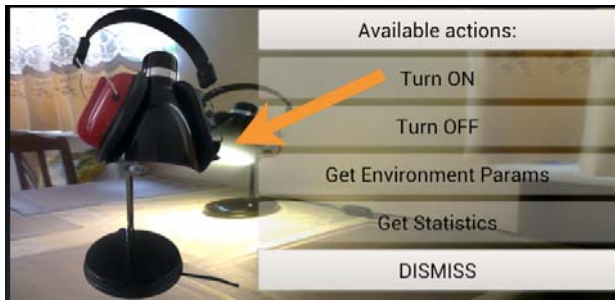 Available actions:
Turn ON
Turn OFF
Get Environment Params
Get Statistics
DISMISS